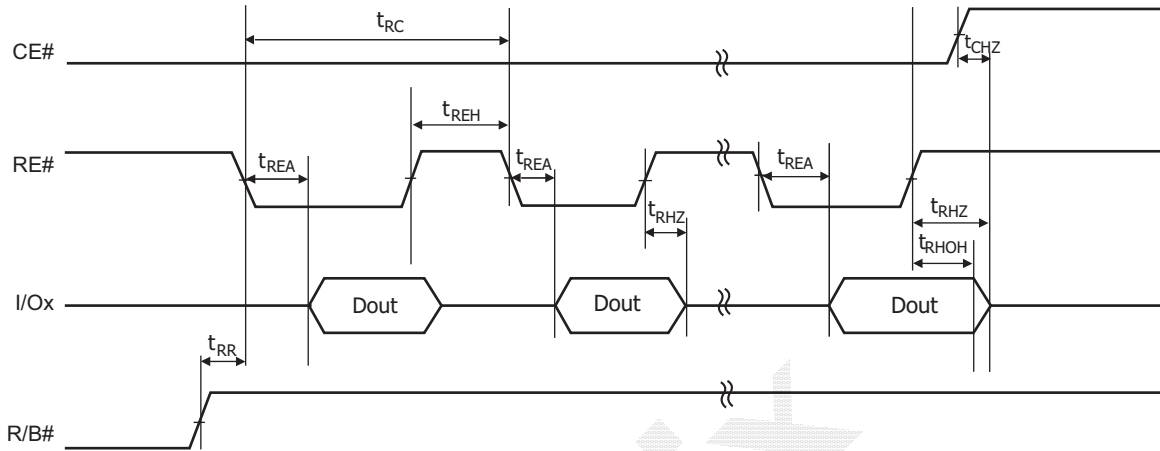 CE#
tRC
tCHZ
tREH
RE#
tREA
tREA
tREA
tRHZ
tRHZ
tRHOH
I/Ox
Dout
Dout
Dout
tRR
R/B#